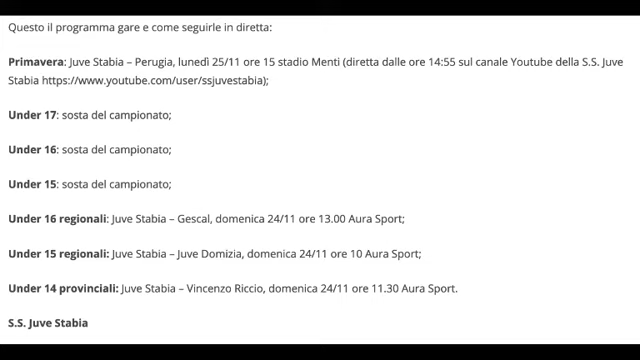 Questo il programma gare e come seguirle in diretta:
Primavera: Juve Stabia – Perugia, lunedì 25/11 ore 15 stadio Menti (diretta dalle ore 14:55 sul canale Youtube della S.S. Juve
Stabia https://www.youtube.com/user/ssjuvestabia);
Under 17: sosta del campionato;
Under 16: sosta del campionato;
Under 15: sosta del campionato;
Under 16 regionali: Juve Stabia – Gescal, domenica 24/11 ore 13.00 Aura Sport;
Under 15 regionali: Juve Stabia – Juve Domizia, domenica 24/11 ore 10 Aura Sport;
Under 14 provinciali: Juve Stabia – Vincenzo Riccio, domenica 24/11 ore 11.30 Aura Sport.
S.S. Juve Stabia